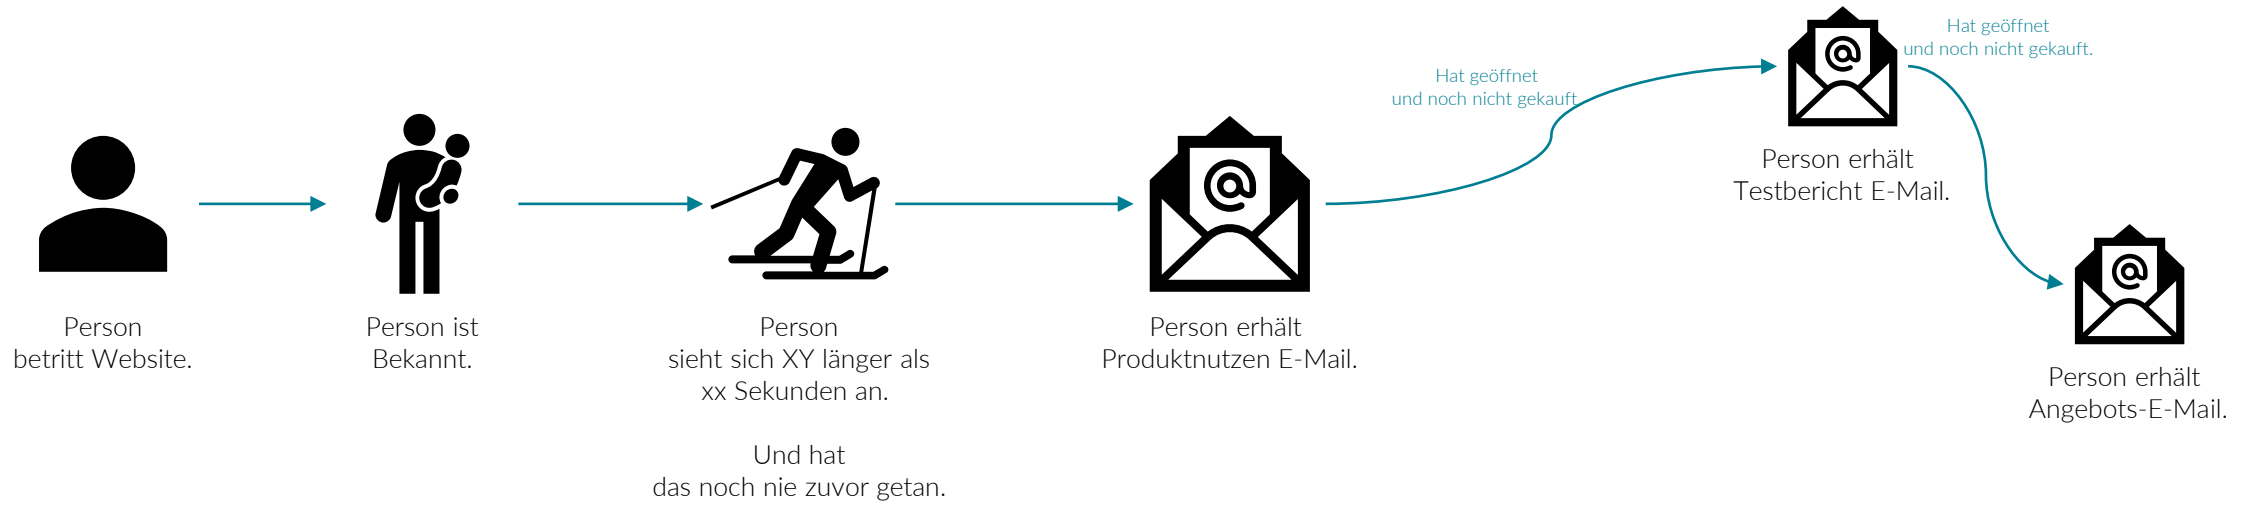 Person
betritt Website.
Person ist
Bekannt.
Person
sieht sich XY länger als
xx Sekunden an.
Und hat
das noch nie zuvor getan.
Person erhält
Produktnutzen E-Mail.
Hat geöffnet
und noch nicht gekauft.
Person erhält
Testbericht E-Mail.
Hat geöffnet
und noch nicht gekauft.
Person erhält
Angebots-E-Mail.